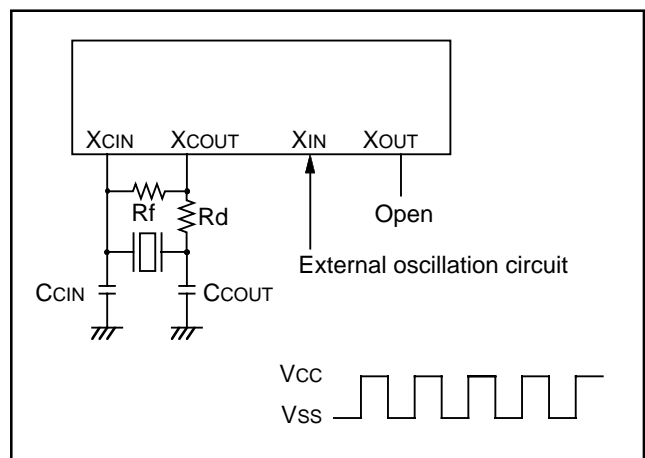 XCIN XCOUT XIN XOUT
Rf
Rd
Open
External oscillation circuit
CCIN
CCOUT
VCC
VSS